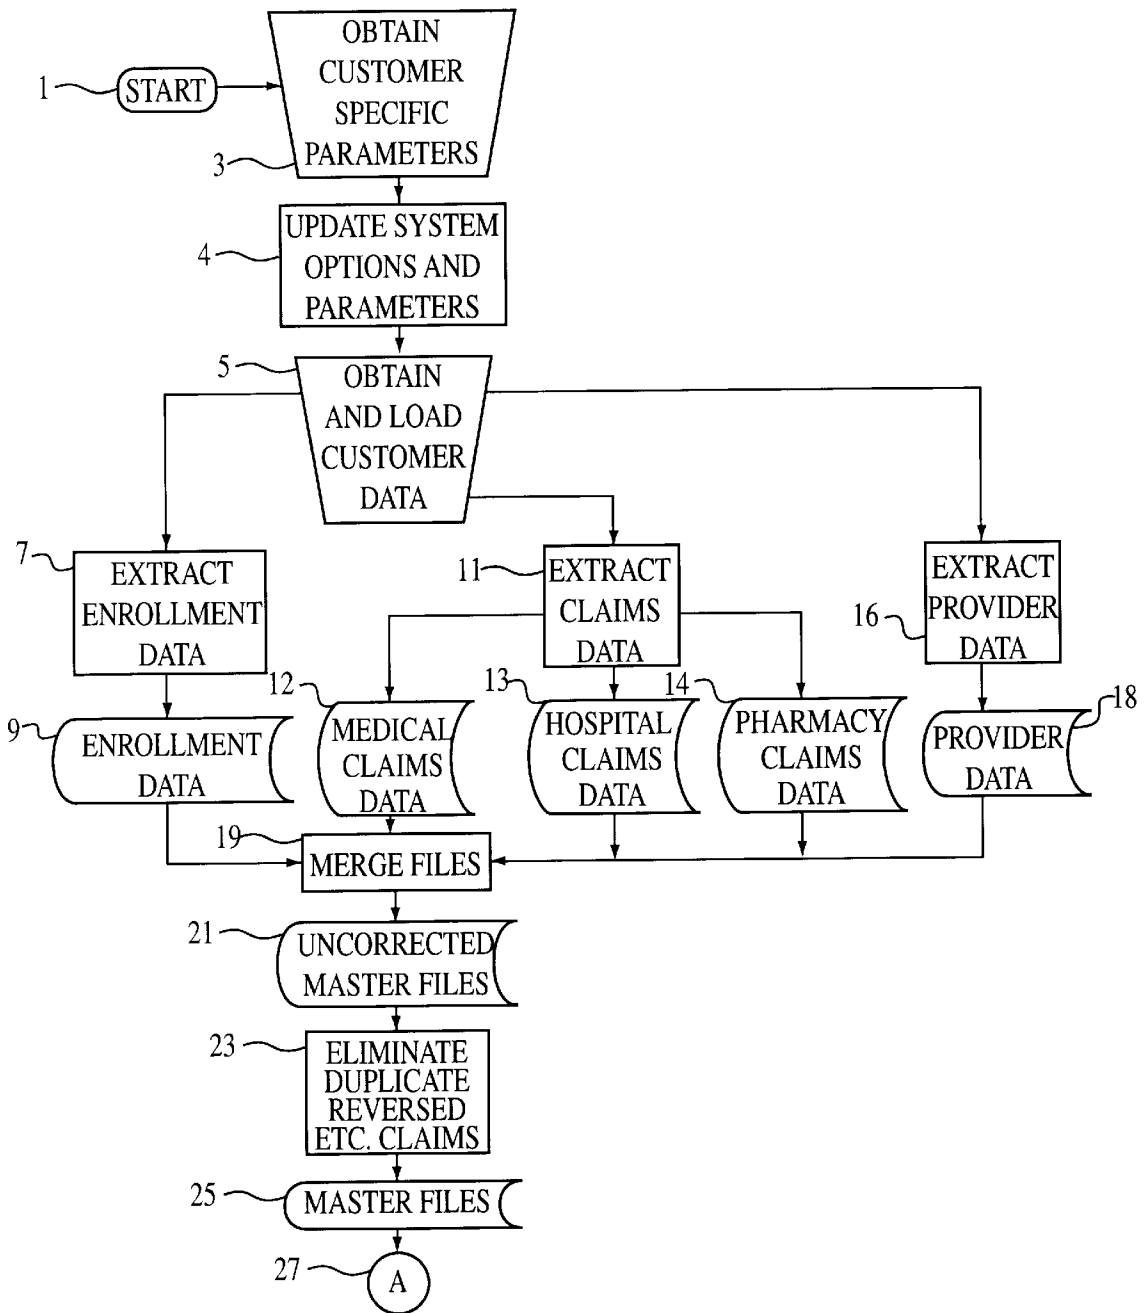 OBTAIN
CUSTOMER
SPECIFIC
PARAMETERS
1
START
3
UPDATE SYSTEM
OPTIONS AND
PARAMETERS
4
5
OBTAIN
AND LOAD
CUSTOMER
DATA
7
EXTRACT
ENROLLMENT
DATA
11
EXTRACT
CLAIMS
DATA
16
EXTRACT
PROVIDER
DATA
9
ENROLLMENT
DATA
12
MEDICAL
CLAIMS
DATA
13
HOSPITAL
CLAIMS
DATA
14
PHARMACY
CLAIMS
DATA
18
PROVIDER
DATA
19
MERGE FILES
21
UNCORRECTED
MASTER FILES
23
ELIMINATE
DUPLICATE
REVERSED
ETC. CLAIMS
25
MASTER FILES
27
A